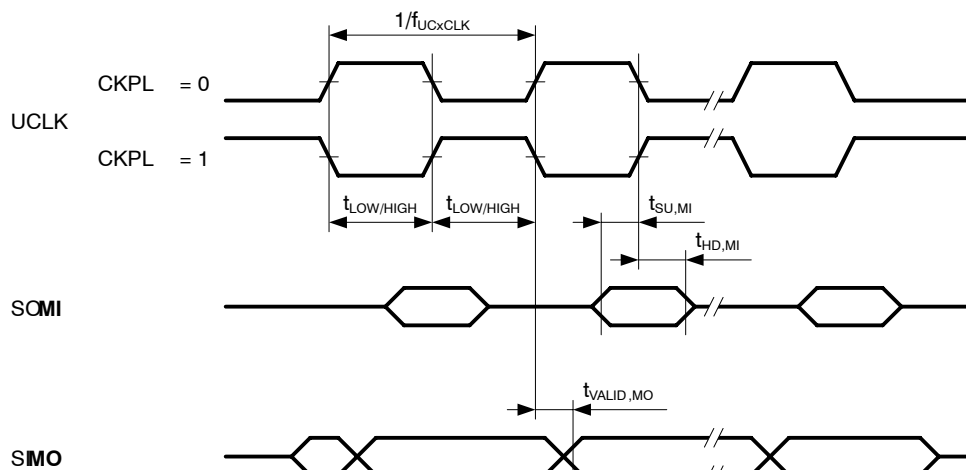 1/fUCxCLK
CKPL = 0
UCLK
CKPL = 1
tLOW/HIGH tLOW/HIGH tSU,MI
tHD,MI
SOMI
tVALID,MO
SIMO